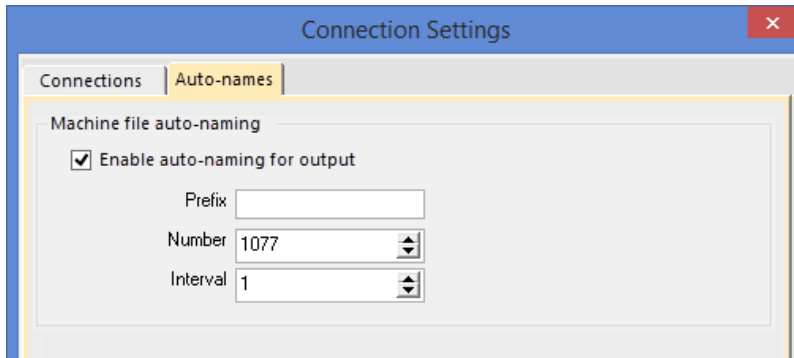 Connection Settings
Connections Auto-names
Machine file auto-naming
Enable auto-naming for output
Prefix
Number 1077
Interval 1